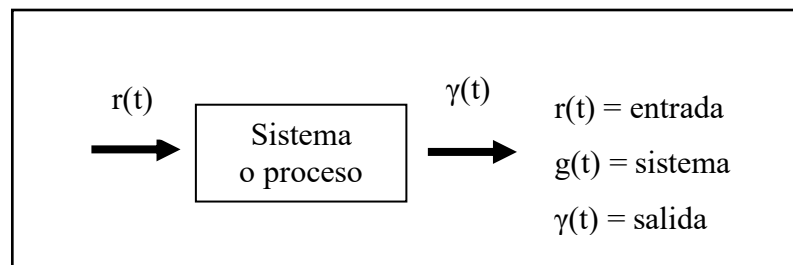 r(t)
Sistema
o proceso
γ(t)
r(t) = entrada
g(t) = sistema
γ(t) = salida